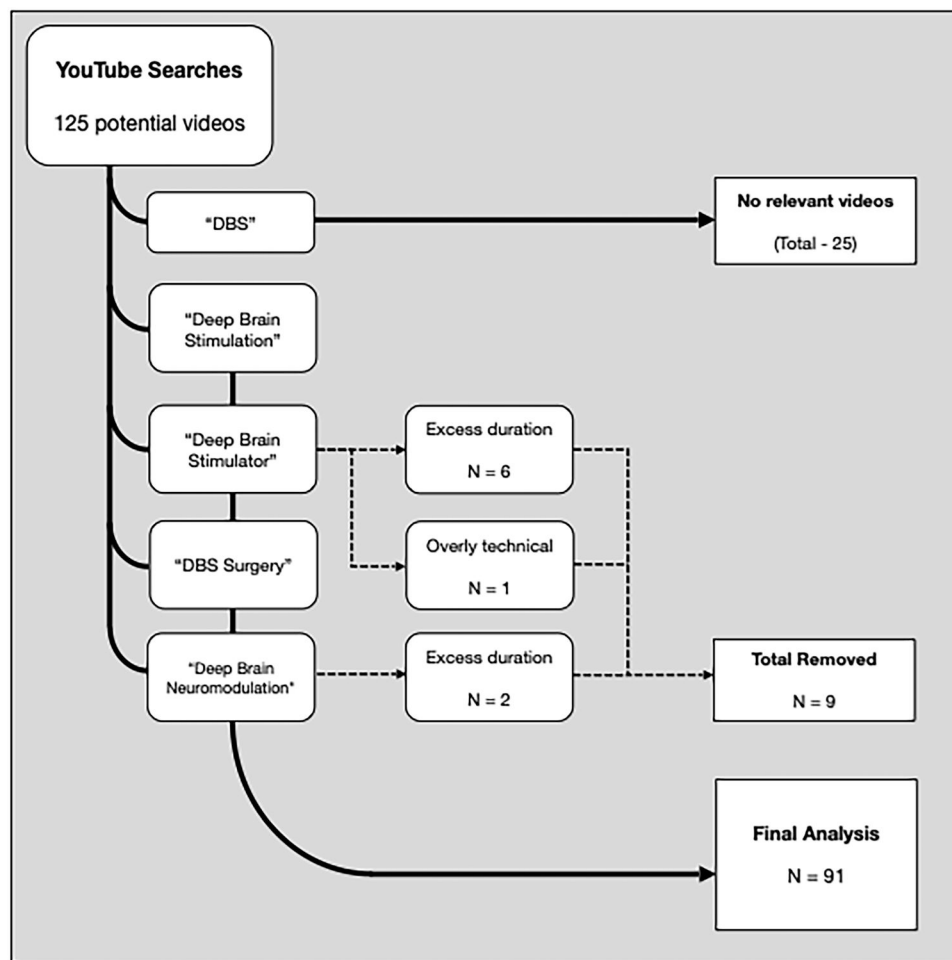 YouTube Searches
125 potential videos
“DBS”
No relevant videos
(Total - 25)
“Deep Brain
Stimulation”
“Deep Brain
Stimulator”
Excess duration
N = 6
Overly technical
N = 1
“DBS Surgery”
"Deep Brain
Neuromodulation"
Excess duration
N = 2
Total Removed
N = 9
Final Analysis
N = 91